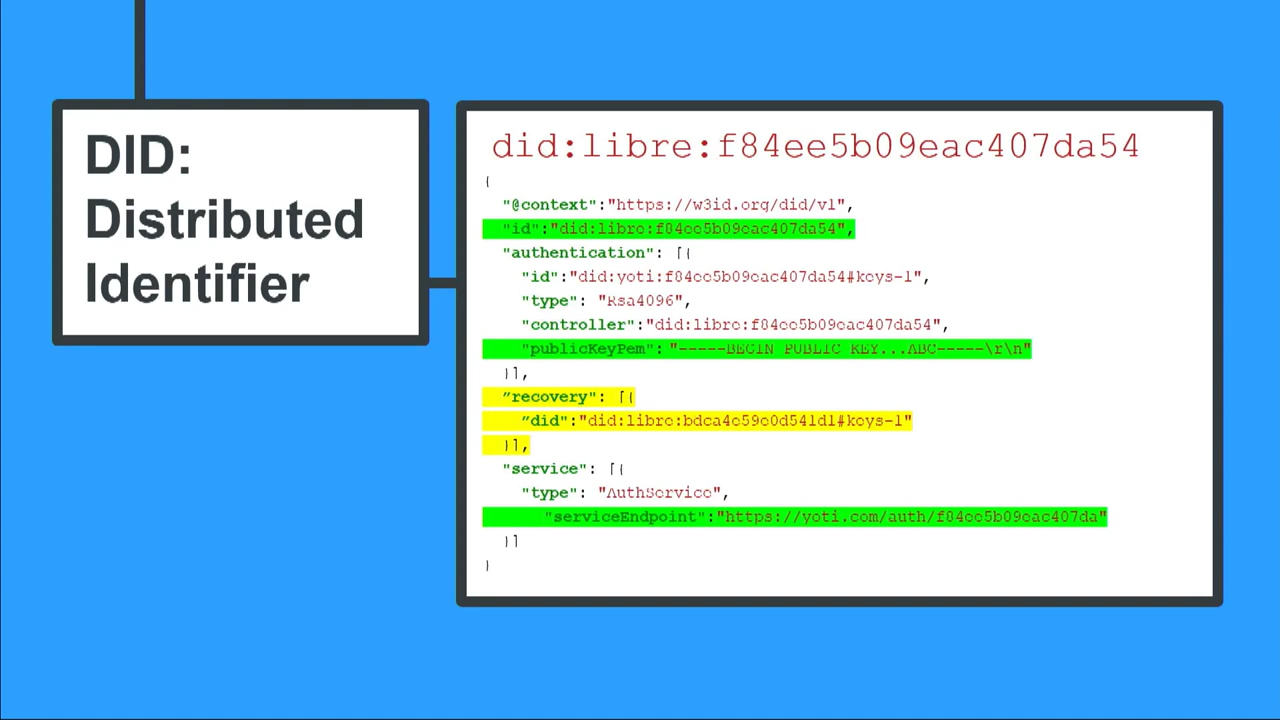 DID:
Distributed
Identifier
did:libre:f84ee5b09eac407da54
{
"@context":"https://w3id.org/did/v1",
"id":"did:libre:f84ee5b09eac407da54",
"authentication": [{
"id":"did:yoti:f84ee5b09eac407da54#keys-1",
"type": "Rsa4096",
"controller":"did:libre:f84ee5b09eac407da54",
"publicKeyPem": "-----BEGIN PUBLIC KEY...ABC-----\r\n"
}],
”recovery": [{
”did":"did:libre:bdca4e59e0d541d1#keys-1"
}],
"service": [{
"type": "AuthService",
"serviceEndpoint":"https://yoti.com/auth/f84ee5b09eac407da"
}]
}